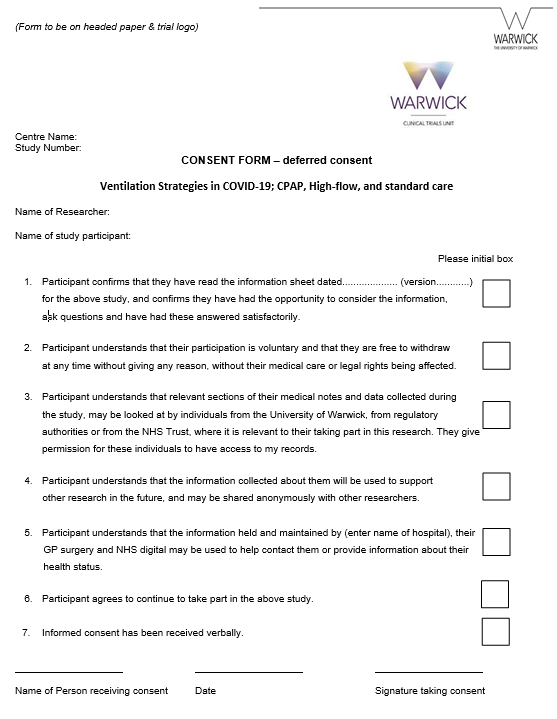 (Form to be on headed paper & trial logo)
WARWICK
THE UNIVERSITY OF WARWICK
WARWICK
CLINICAL TRIALS UNIT
Centre Name:
Study Number:
CONSENT FORM – deferred consent
Ventilation Strategies in COVID-19; CPAP, High-flow, and standard care
Name of Researcher:
Name of study participant:
Please initial box
1. Participant confirms that they have read the information sheet dated.................... (version............)
for the above study, and confirms they have had the opportunity to consider the information,
ask questions and have had these answered satisfactorily.
2. Participant understands that their participation is voluntary and that they are free to withdraw
at any time without giving any reason, without their medical care or legal rights being affected.
3. Participant understands that relevant sections of their medical notes and data collected during
the study, may be looked at by individuals from the University of Warwick, from regulatory
authorities or from the NHS Trust, where it is relevant to their taking part in this research. They give
permission for these individuals to have access to my records.
4. Participant understands that the information collected about them will be used to support
other research in the future, and may be shared anonymously with other researchers.
5. Participant understands that the information held and maintained by (enter name of hospital), their
GP surgery and NHS digital may be used to help contact them or provide information about their
health status.
6. Participant agrees to continue to take part in the above study.
7. Informed consent has been received verbally.
Name of Person receiving consent Date Signature taking consent